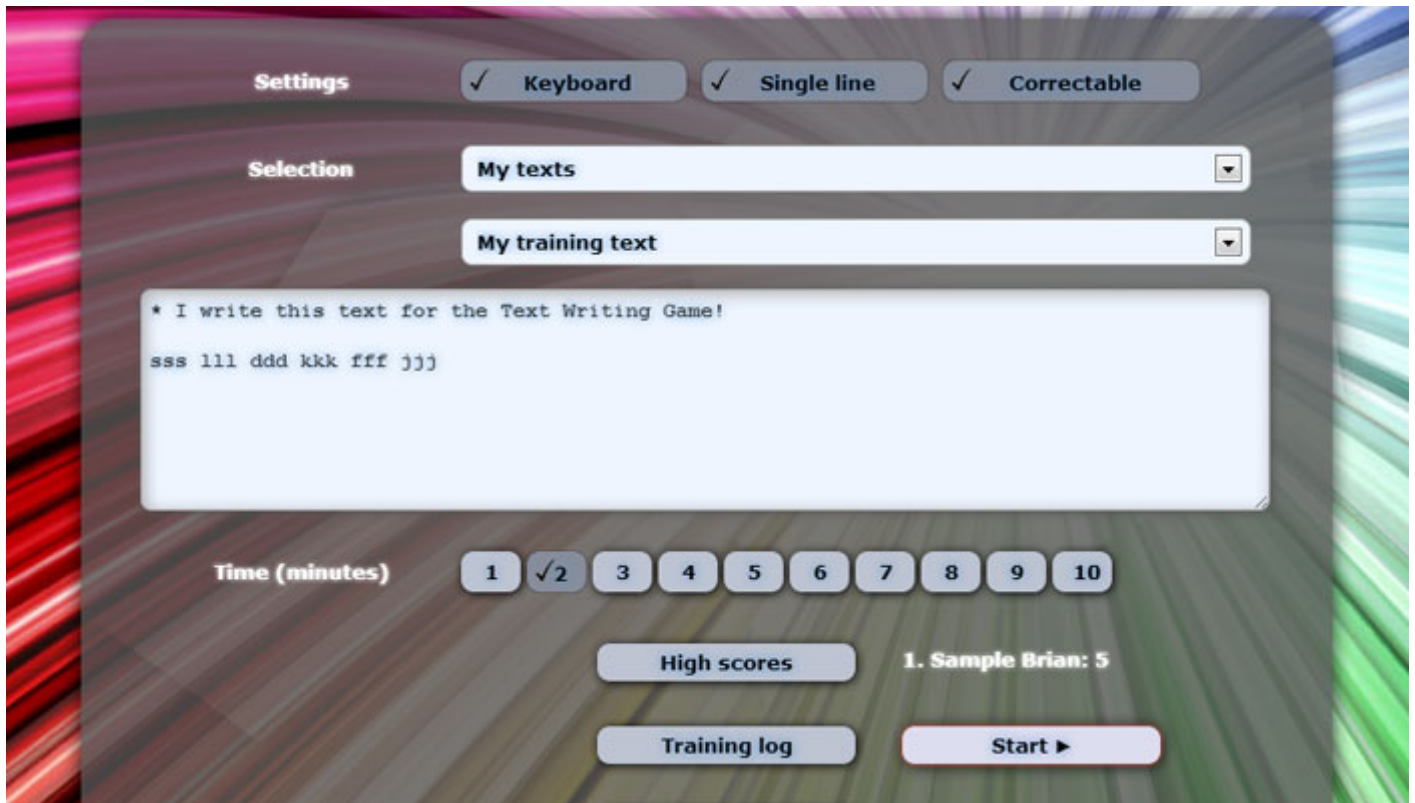 Settings ✓ Keyboard ✓ Single line ✓ Correctable
Selection My texts
My training text
* I write this text for the Text Writing Game!
sss lll ddd kkk fff jjj
Time (minutes) 1 ✓2 3 4 5 6 7 8 9 10
High scores 1. Sample Brian: 5
Training log Start ►